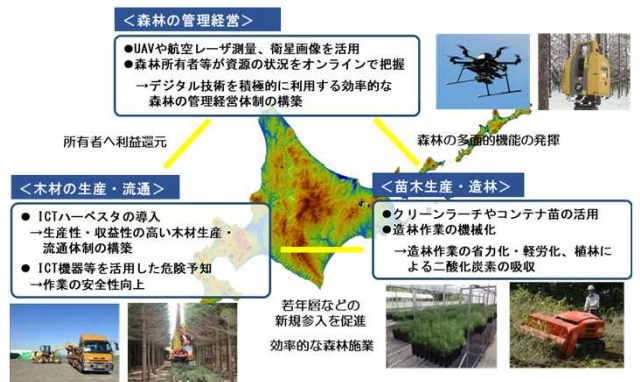 ＜森林の管理経営＞
●UAVや航空レーザ測量、衛星画像を活用
●森林所有者等が資源の状況をオンラインで把握
→デジタル技術を積極的に利用する効率的な
森林の管理経営体制の構築
所有者へ利益還元
森林の多面的機能の発揮
＜木材の生産・流通＞
● ICTハーベスタの導入
→生産性・収益性の高い木材生産・
流通体制の構築
● ICT機器等を活用した危険予知
→作業の安全性向上
＜苗木生産・造林＞
●クリーンラーチやコンテナ苗の活用
●造林作業の機械化
→造林作業の省力化・軽労化、植林に
よる二酸化炭素の吸収
若年層などの
新規参入を促進
効率的な森林施業